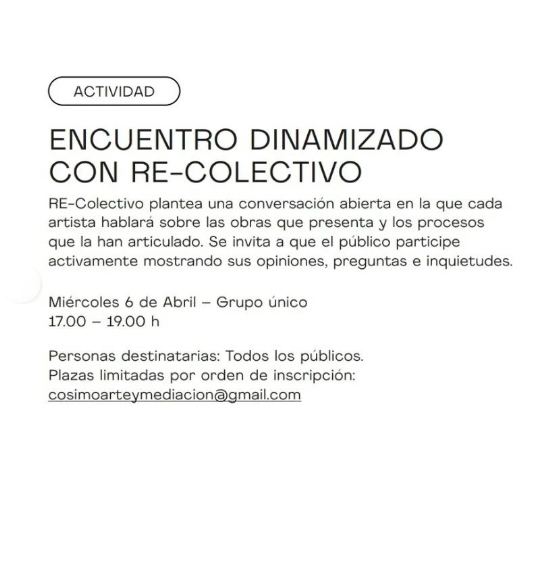 ACTIVIDAD
ENCUENTRO DINAMIZADO
CON RE-COLECTIVO
RE-Colectivo plantea una conversación abierta en la que cada
artista hablará sobre las obras que presenta y los procesos
que la han articulado. Se invita a que el público participe
activamente mostrando sus opiniones, preguntas e inquietudes.
Miércoles 6 de Abril – Grupo único
17.00 – 19.00 h
Personas destinatarias: Todos los públicos.
Plazas limitadas por orden de inscripción:
cosimoarteymediacion@gmail.com